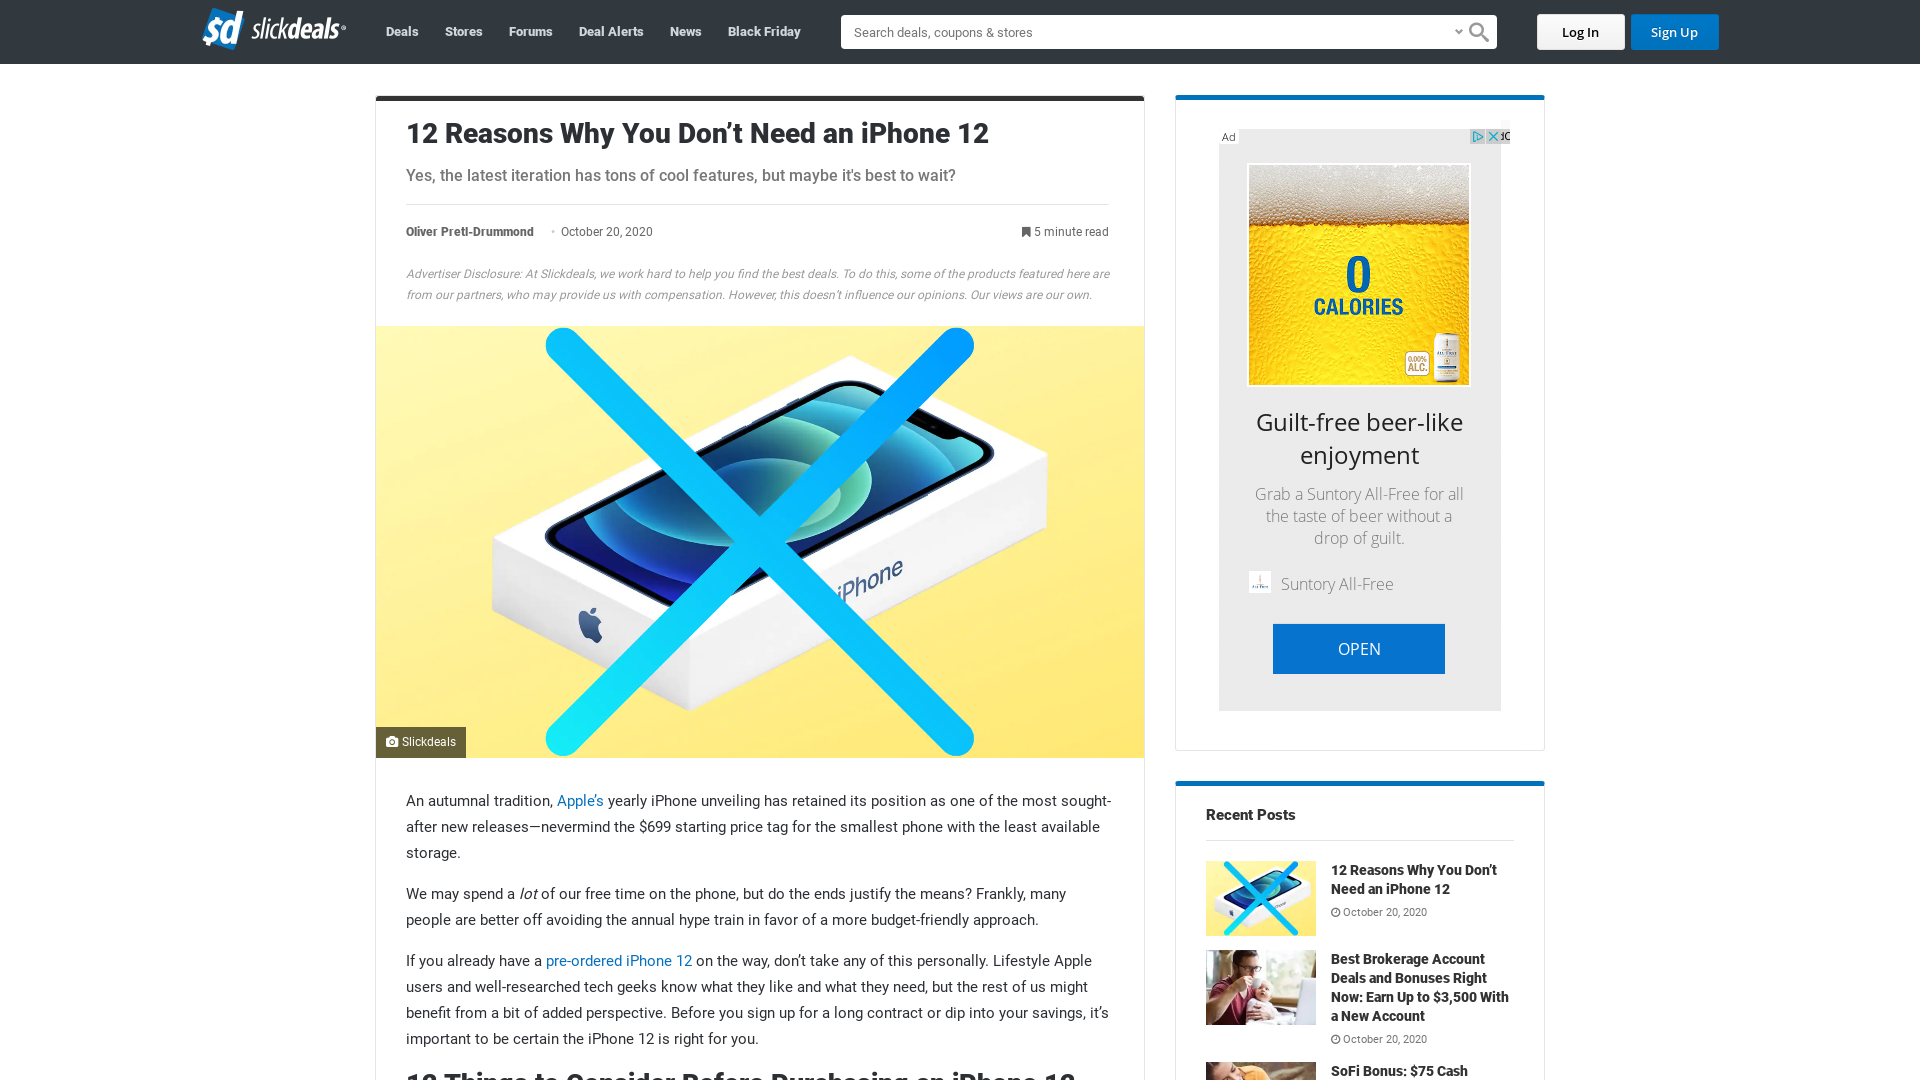 sd slickdeals
Deals
Stores
Forums
Deal Alerts
News
Black Friday
Search deals, coupons & stores
Log In
Sign Up
12 Reasons Why You Don’t Need an iPhone 12
Yes, the latest iteration has tons of cool features, but maybe it's best to wait?
Oliver Pretl-Drummond • October 20, 2020
5 minute read
Advertiser Disclosure: At Slickdeals, we work hard to help you find the best deals. To do this, some of the products featured here are
from our partners, who may provide us with compensation. However, this doesn’t influence our opinions. Our views are our own.
iPhone
Slickdeals
An autumnal tradition, Apple’s yearly iPhone unveiling has retained its position as one of the most sought-
after new releases—nevermind the $699 starting price tag for the smallest phone with the least available
storage.
We may spend a lot of our free time on the phone, but do the ends justify the means? Frankly, many
people are better off avoiding the annual hype train in favor of a more budget-friendly approach.
If you already have a pre-ordered iPhone 12 on the way, don’t take any of this personally. Lifestyle Apple
users and well-researched tech geeks know what they like and what they need, but the rest of us might
benefit from a bit of added perspective. Before you sign up for a long contract or dip into your savings, it’s
important to be certain the iPhone 12 is right for you.
12 Things to Consider Before Purchasing an iPhone 12
Ad
0
CALORIES
0.00%
ALC.
ALL-FREE
Guilt-free beer-like
enjoyment
Grab a Suntory All-Free for all
the taste of beer without a
drop of guilt.
Suntory All-Free
OPEN
Recent Posts
12 Reasons Why You Don’t
Need an iPhone 12
October 20, 2020
Best Brokerage Account
Deals and Bonuses Right
Now: Earn Up to $3,500 With
a New Account
October 20, 2020
SoFi Bonus: $75 Cash